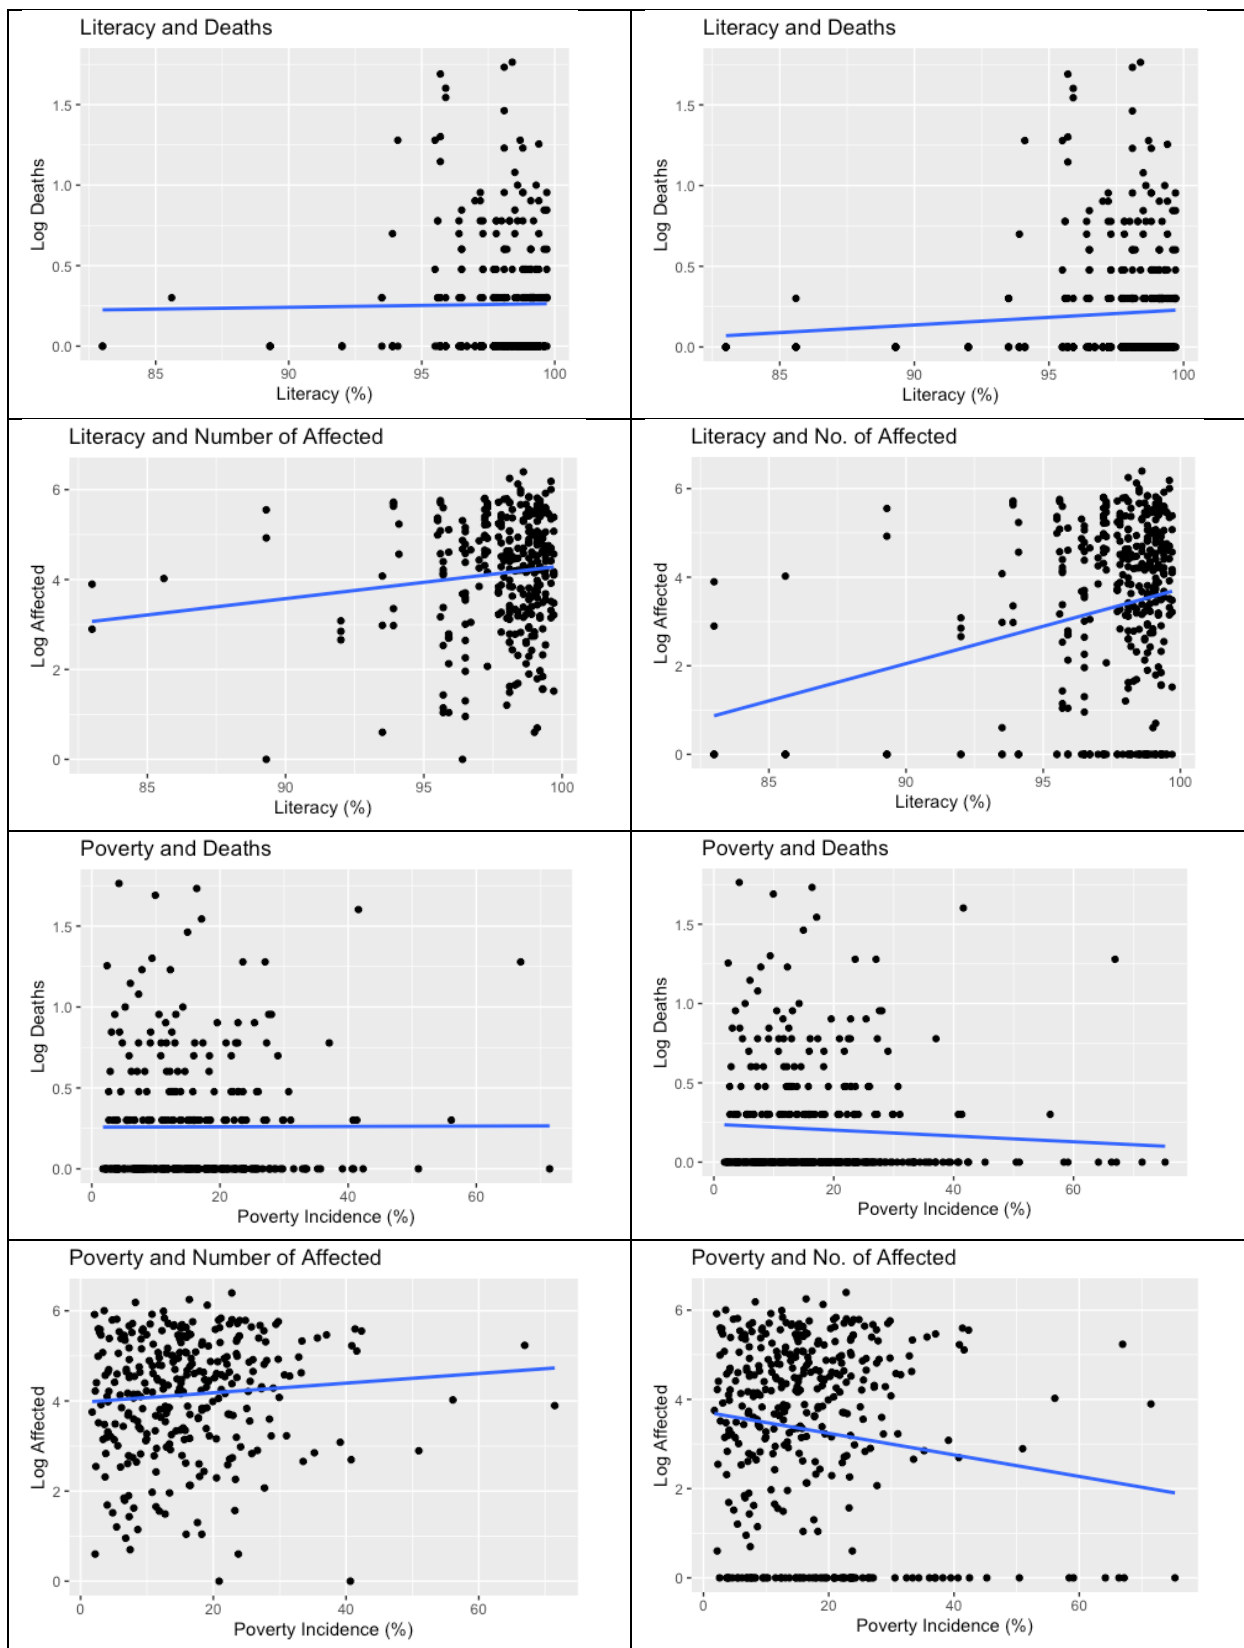 Literacy and Deaths
1.5
1.0
0.5
0.0
Log Deaths
85 90 95 100
Literacy (%)
Literacy and Deaths
1.5
1.0
0.5
0.0
Log Deaths
85 90 95 100
Literacy (%)
Literacy and Number of Affected
6
4
2
0
Log Affected
85 90 95 100
Literacy (%)
Literacy and No. of Affected
6
4
2
0
Log Affected
85 90 95 100
Literacy (%)
Poverty and Deaths
1.5
1.0
0.5
0.0
Log Deaths
0 20 40 60
Poverty Incidence (%)
Poverty and Deaths
1.5
1.0
0.5
0.0
Log Deaths
0 20 40 60
Poverty Incidence (%)
Poverty and Number of Affected
6
4
2
0
Log Affected
0 20 40 60
Poverty Incidence (%)
Poverty and No. of Affected
6
4
2
0
Log Affected
0 20 40 60
Poverty Incidence (%)